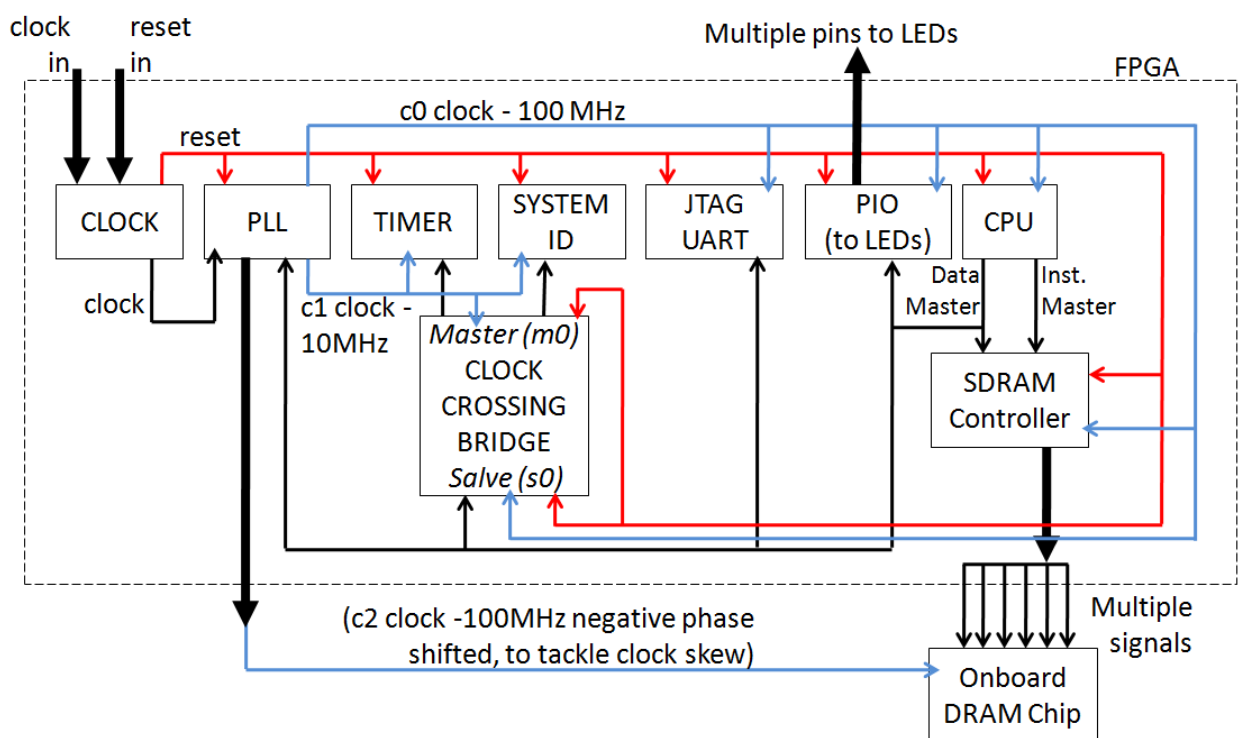 clock
in
reset
in
Multiple pins to LEDs
FPGA
c0 clock - 100 MHz
reset
CLOCK
PLL
TIMER
SYSTEM
ID
JTAG
UART
PIO
(to LEDs)
CPU
clock
c1 clock -
10MHz
Data
Master
Inst.
Master
Master (m0)
CLOCK
CROSSING
BRIDGE
Salve (s0)
SDRAM
Controller
(c2 clock -100MHz negative phase
shifted, to tackle clock skew)
Multiple
signals
Onboard
DRAM Chip